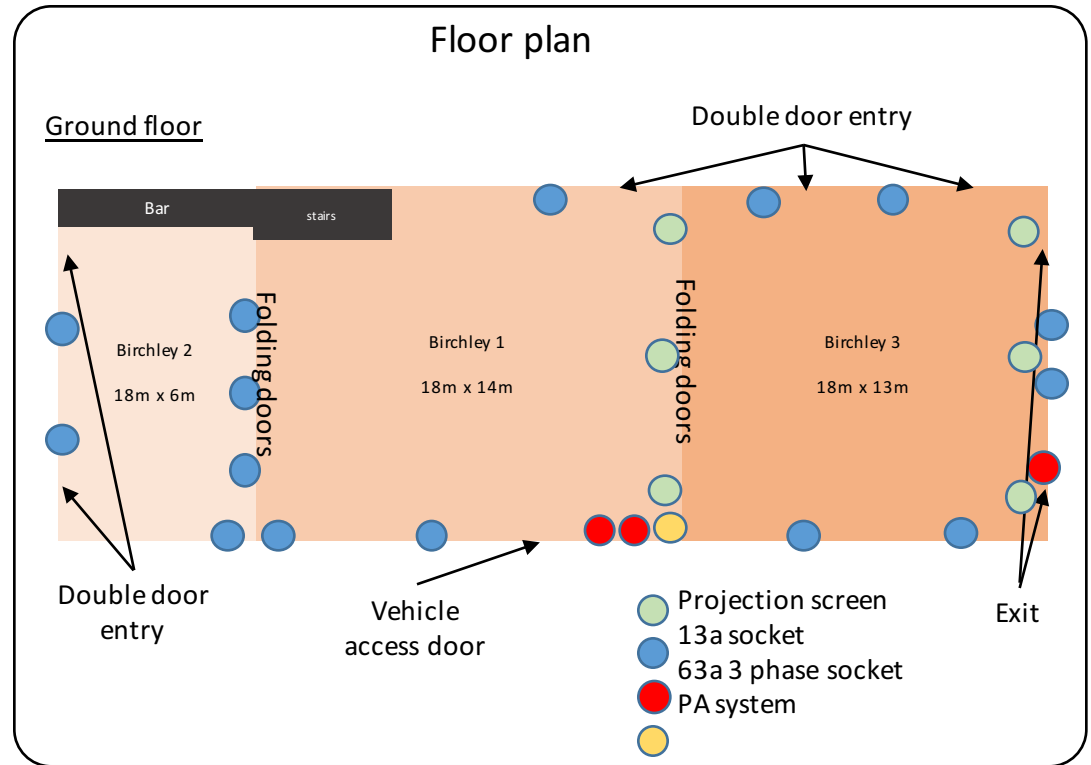 Floor plan
Ground floor
Double door entry
Bar
stairs
Folding doors
Folding doors
Birchley 2
18m x 6m
Birchley 1
18m x 14m
Birchley 3
18m x 13m
Double door
entry
Vehicle
access door
Projection screen
13a socket
63a 3 phase socket
PA system
Exit